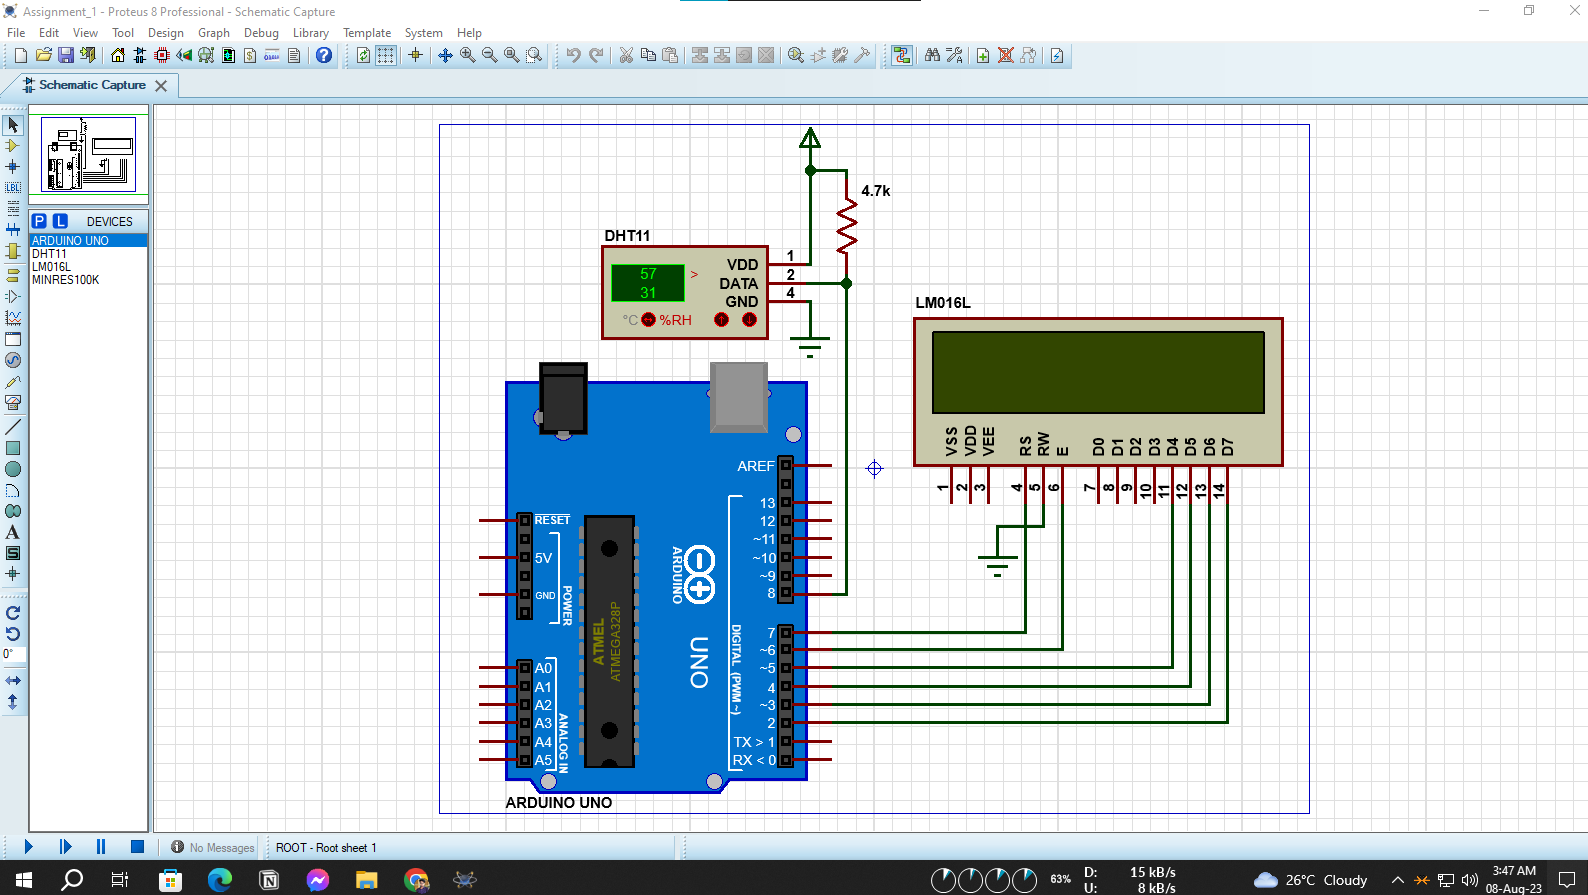 Assignment_1 - Proteus 8 Professional - Schematic Capture
File Edit View Tool Design Graph Debug Library Template System Help
Schematic Capture
P L DEVICES
ARDUINO UNO
DHT11
LM016L
MINRES100K
LBL
A
S
0°
4.7k
DHT11
57
31
>
°C %RH
VDD
DATA
GND
1
2
4
LM016L
VSS
VDD
VEE
RS
RW
E
D0
D1
D2
D3
D4
D5
D6
D7
1
2
3
4
5
6
7
8
9
10
11
12
13
14
AREF
13
12
~11
~10
~9
8
7
~6
~5
4
~3
2
TX > 1
RX < 0
RESET
5V
GND
POWER
A0
A1
A2
A3
A4
A5
ANALOG IN
ATMEL
ATMEGA328P
ARDUINO
UNO
DIGITAL (PWM ~)
ARDUINO UNO
No Messages ROOT - Root sheet 1
63% D: 15 kB/s
U: 8 kB/s
26°C Cloudy
3:47 AM
08-Aug-23